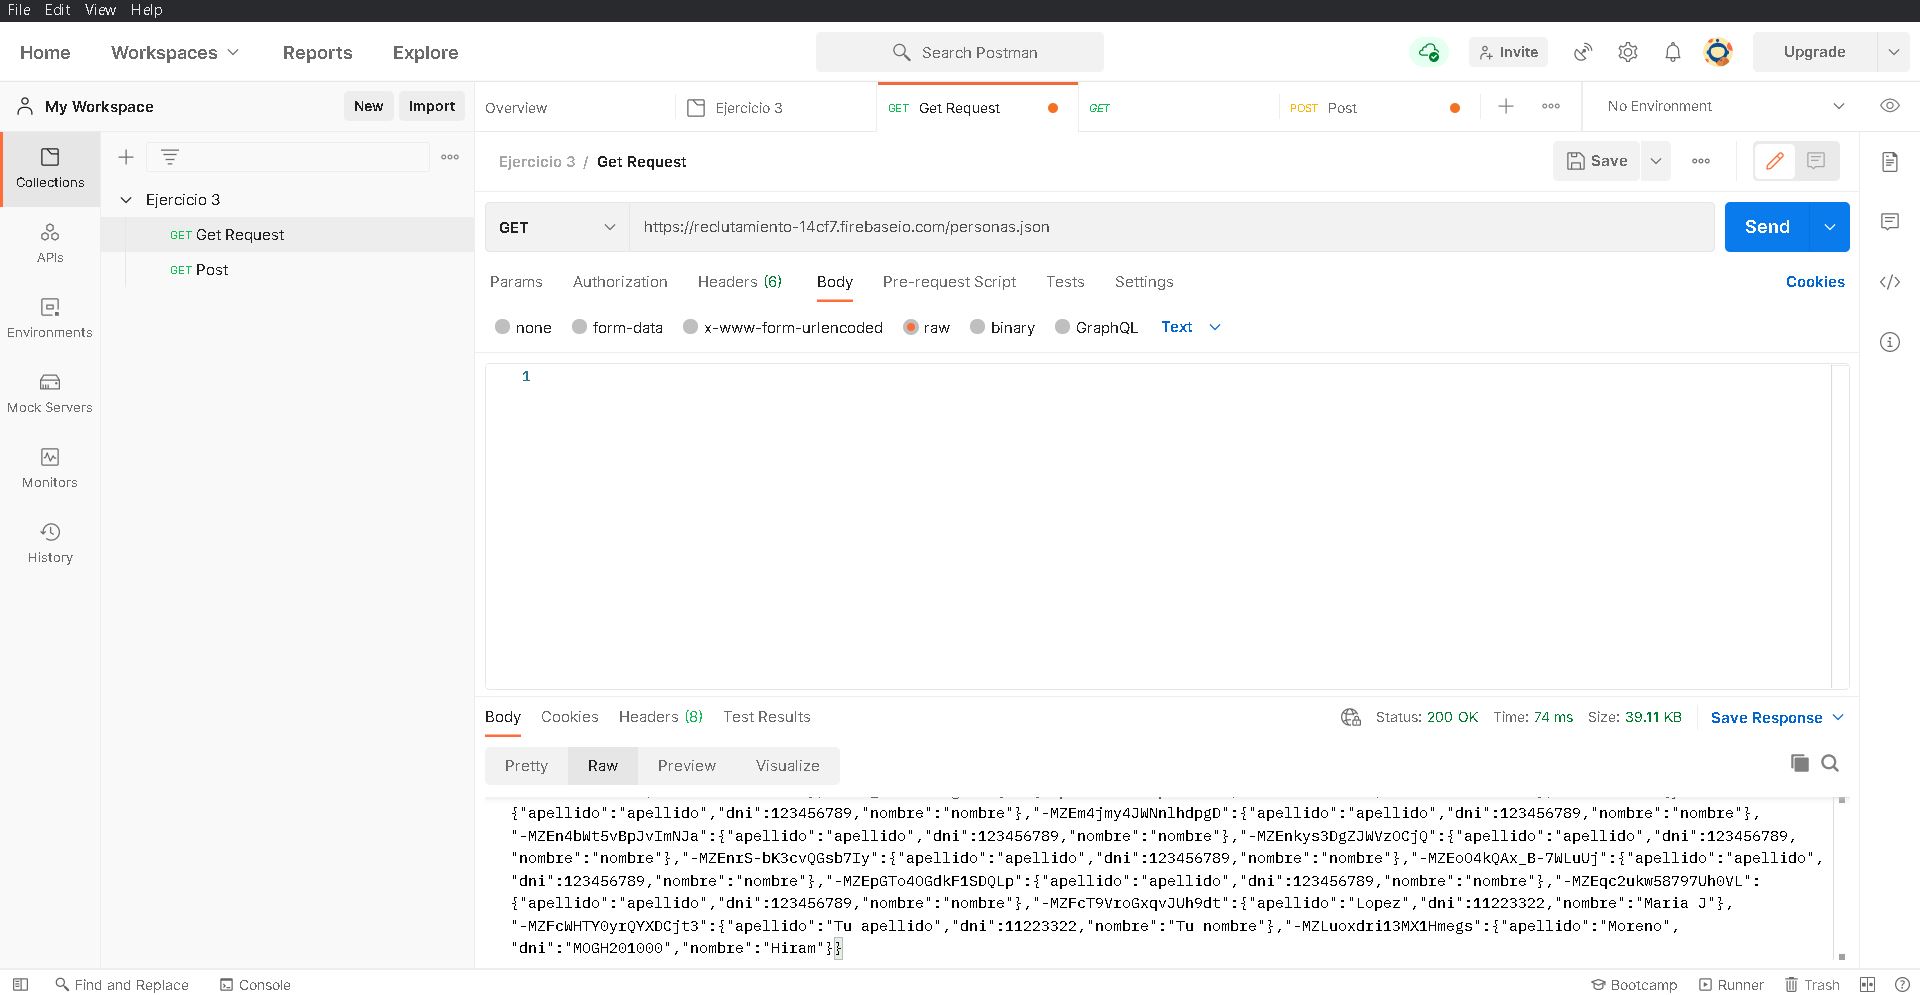 File Edit View Help
Home Workspaces Reports Explore Search Postman Invite Upgrade
My Workspace New Import Overview Ejercicio 3 GET Get Request GET POST Post No Environment
Collections
Ejercicio 3 / Get Request Save
Ejercicio 3
GET Get Request
GET Post
APIs
Environments
Mock Servers
Monitors
History
GET https://reclutamiento-14cf7.firebaseio.com/personas.json Send
Params Authorization Headers (6) Body Pre-request Script Tests Settings Cookies
none form-data x-www-form-urlencoded raw binary GraphQL Text
1
Body Cookies Headers (8) Test Results Status: 200 OK Time: 74 ms Size: 39.11 KB Save Response
Pretty Raw Preview Visualize
{"apellido":"apellido","dni":123456789,"nombre":"nombre"},"-MZEm4jmy4JWNnlhdpgD":{"apellido":"apellido","dni":123456789,"nombre":"nombre"},
"-MZEn4bWt5vBpJvImNJa":{"apellido":"apellido","dni":123456789,"nombre":"nombre"},"-MZEnkys3DgZJWVzOCjQ":{"apellido":"apellido","dni":123456789,
"nombre":"nombre"},"-MZEnrS-bK3cvQGsb7Iy":{"apellido":"apellido","dni":123456789,"nombre":"nombre"},"-MZEoO4kQAx_B-7WLuUj":{"apellido":"apellido",
"dni":123456789,"nombre":"nombre"},"-MZEpGTo4OGdkF1SDQLp":{"apellido":"apellido","dni":123456789,"nombre":"nombre"},"-MZEqc2ukw58797Uh0VL":
{"apellido":"apellido","dni":123456789,"nombre":"nombre"},"-MZFcT9VroGxqvJUh9dt":{"apellido":"Lopez","dni":11223322,"nombre":"Maria J"},
"-MZFcWHTY0yrQYXDCjt3":{"apellido":"Tu apellido","dni":11223322,"nombre":"Tu nombre"},"-MZLuoxdri13MX1Hmegs":{"apellido":"Moreno",
"dni":"MOGH201000","nombre":"Hiram"}}
Find and Replace Console Bootcamp Runner Trash